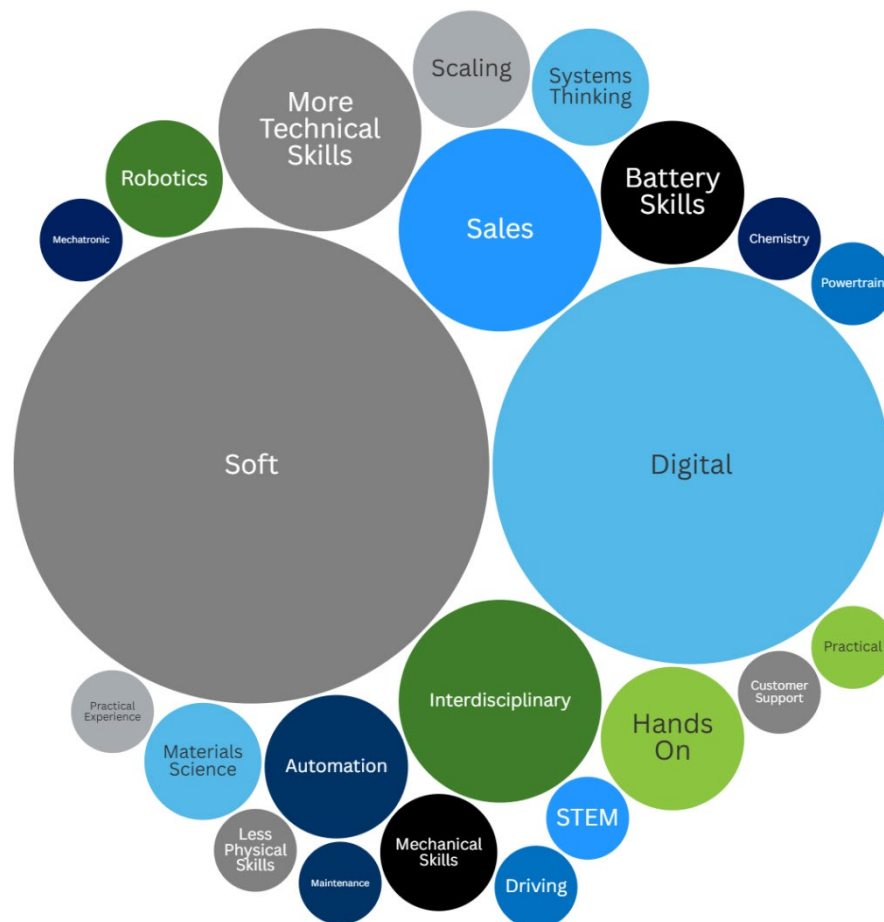 Scaling
Systems
Thinking
More
Technical
Skills
Robotics
Battery
Skills
Sales
Mechatronic
Chemistry
Powertrain
Soft
Digital
Practical
Customer
Support
Interdisciplinary
Hands
On
Practical
Experience
Materials
Science
Automation
STEM
Less
Physical
Skills
Mechanical
Skills
Maintenance
Driving